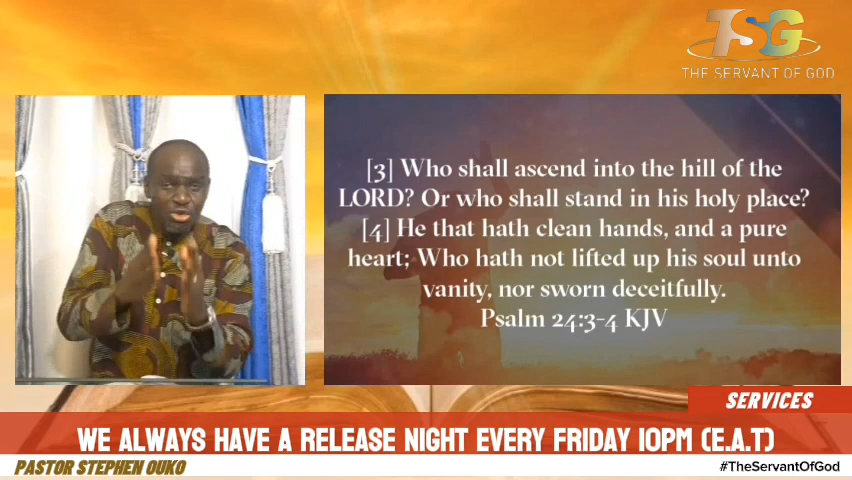 TSG
THE SERVANT OF GOD
[3] Who shall ascend into the hill of the
LORD? Or who shall stand in his holy place?
[4] He that hath clean hands, and a pure
heart; Who hath not lifted up his soul unto
vanity, nor sworn deceitfully.
Psalm 24:3-4 KJV
SERVICES
WE ALWAYS HAVE A RELEASE NIGHT EVERY FRIDAY 10PM (E.A.T)
PASTOR STEPHEN OUKO
#TheServantOfGod